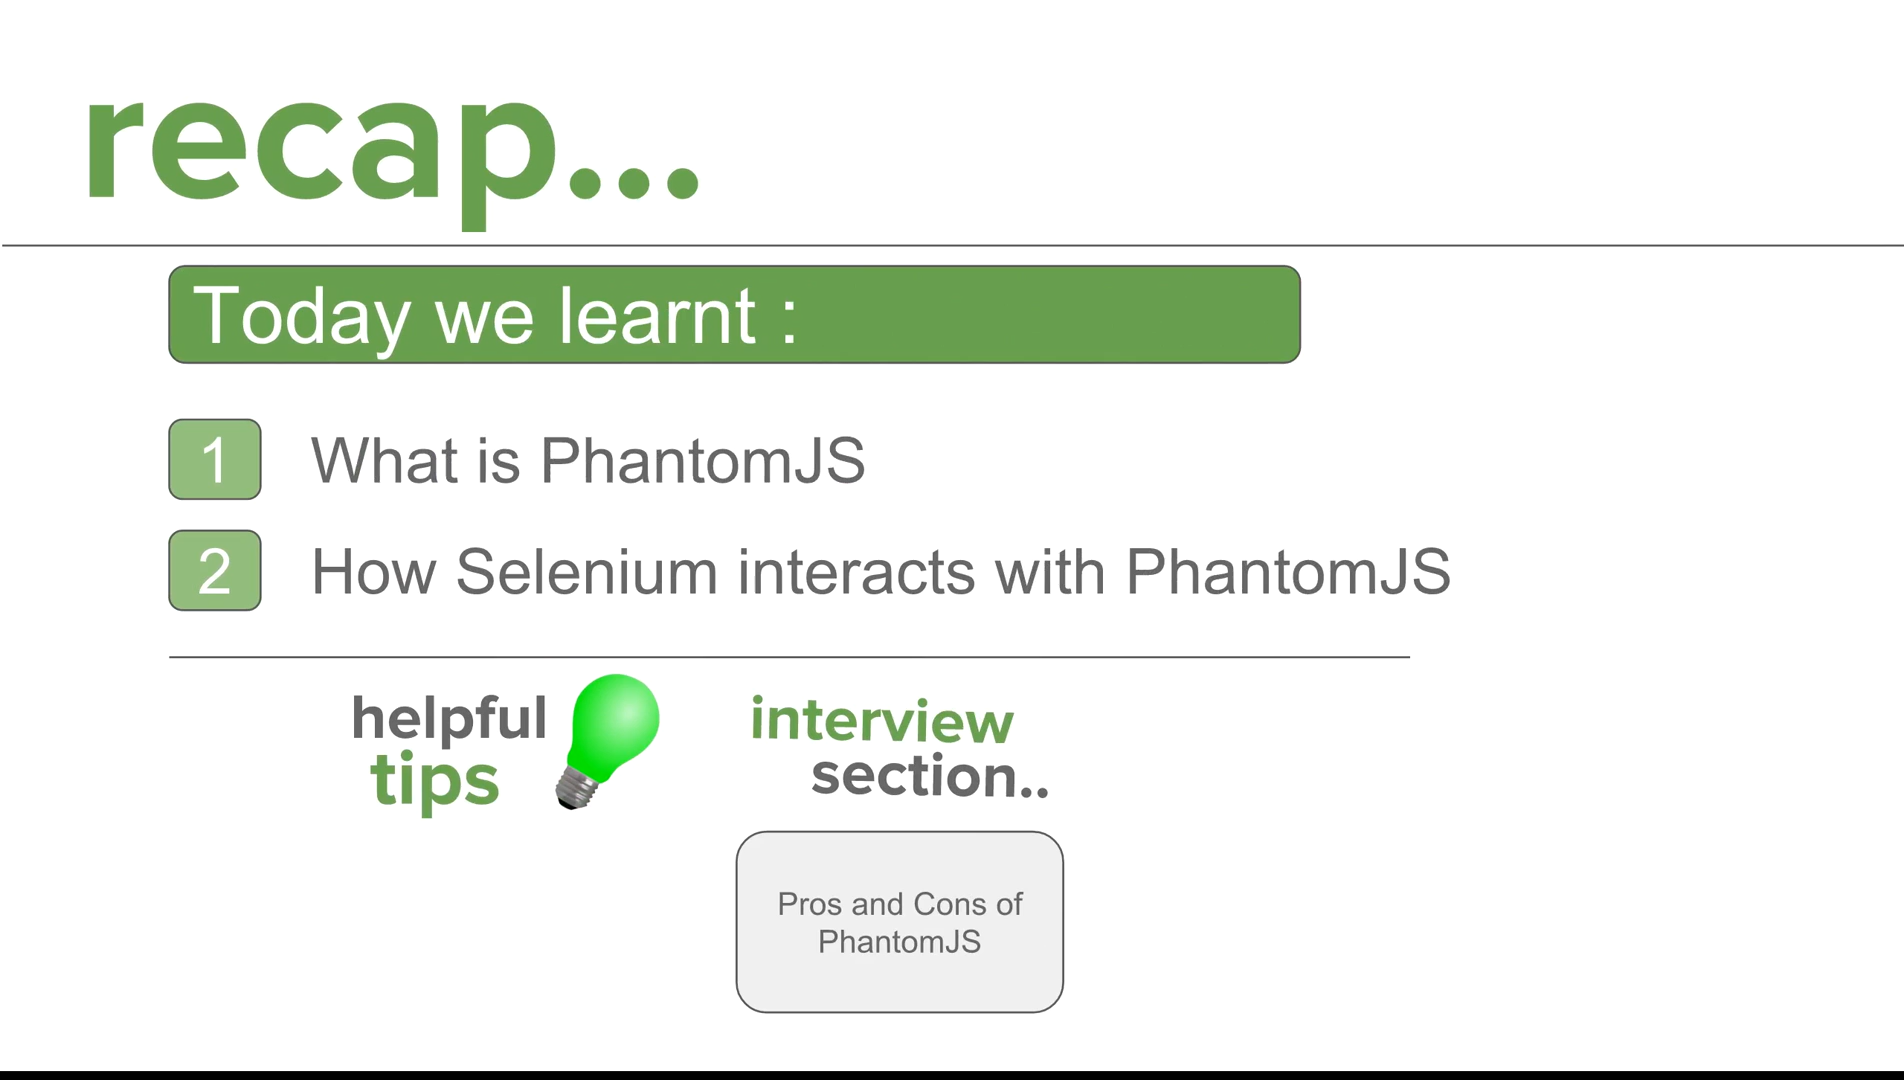 recap...
Today we learnt :
1 What is PhantomJS
2 How Selenium interacts with PhantomJS
helpful
tips
interview
section..
Pros and Cons of
PhantomJS